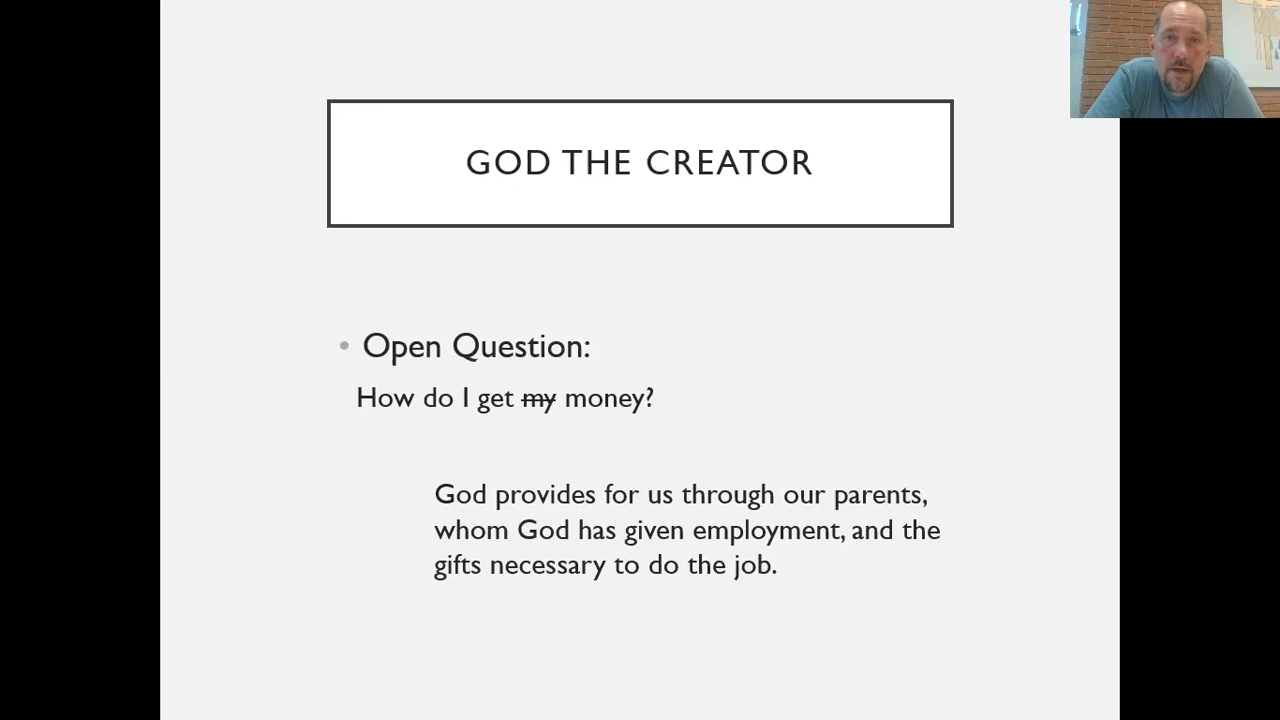 GOD THE CREATOR
• Open Question:
How do I get my money?
God provides for us through our parents,
whom God has given employment, and the
gifts necessary to do the job.